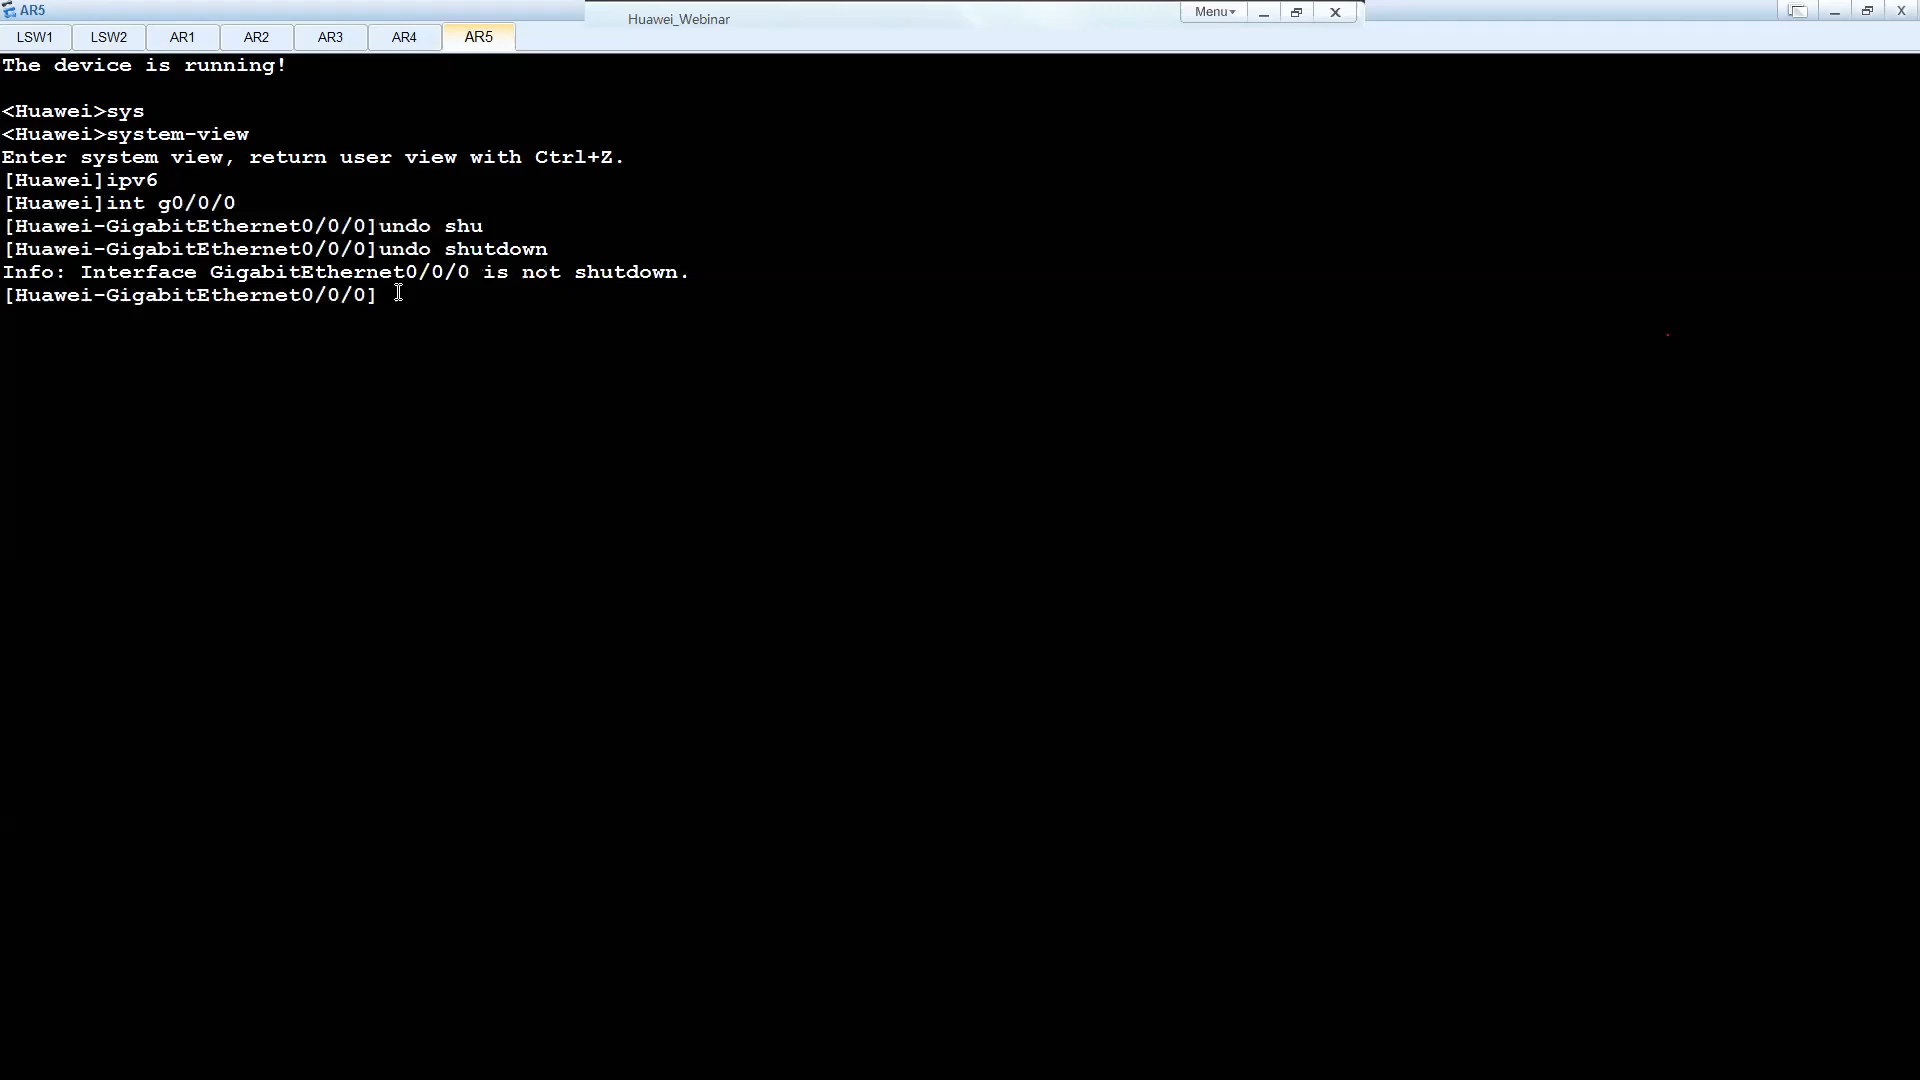 AR5
Huawei_Webinar
Menu
LSW1 LSW2 AR1 AR2 AR3 AR4 AR5
The device is running!
<Huawei>sys
<Huawei>system-view
Enter system view, return user view with Ctrl+Z.
[Huawei]ipv6
[Huawei]int g0/0/0
[Huawei-GigabitEthernet0/0/0]undo shu
[Huawei-GigabitEthernet0/0/0]undo shutdown
Info: Interface GigabitEthernet0/0/0 is not shutdown.
[Huawei-GigabitEthernet0/0/0]